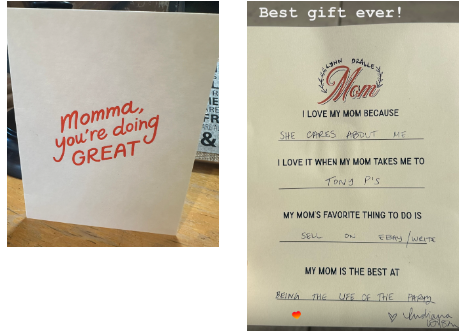 Momma,
you're doing
GREAT
&
Best gift ever!
Mom
I LOVE MY MOM BECAUSE
SHE CARES ABOUT ME
I LOVE IT WHEN MY MOM TAKES ME TO
TONY P'S
MY MOM'S FAVORITE THING TO DO IS
SELL ON EBAY/WRITE
MY MOM IS THE BEST AT
BEING THE LIFE OF THE PARTY
Indiana